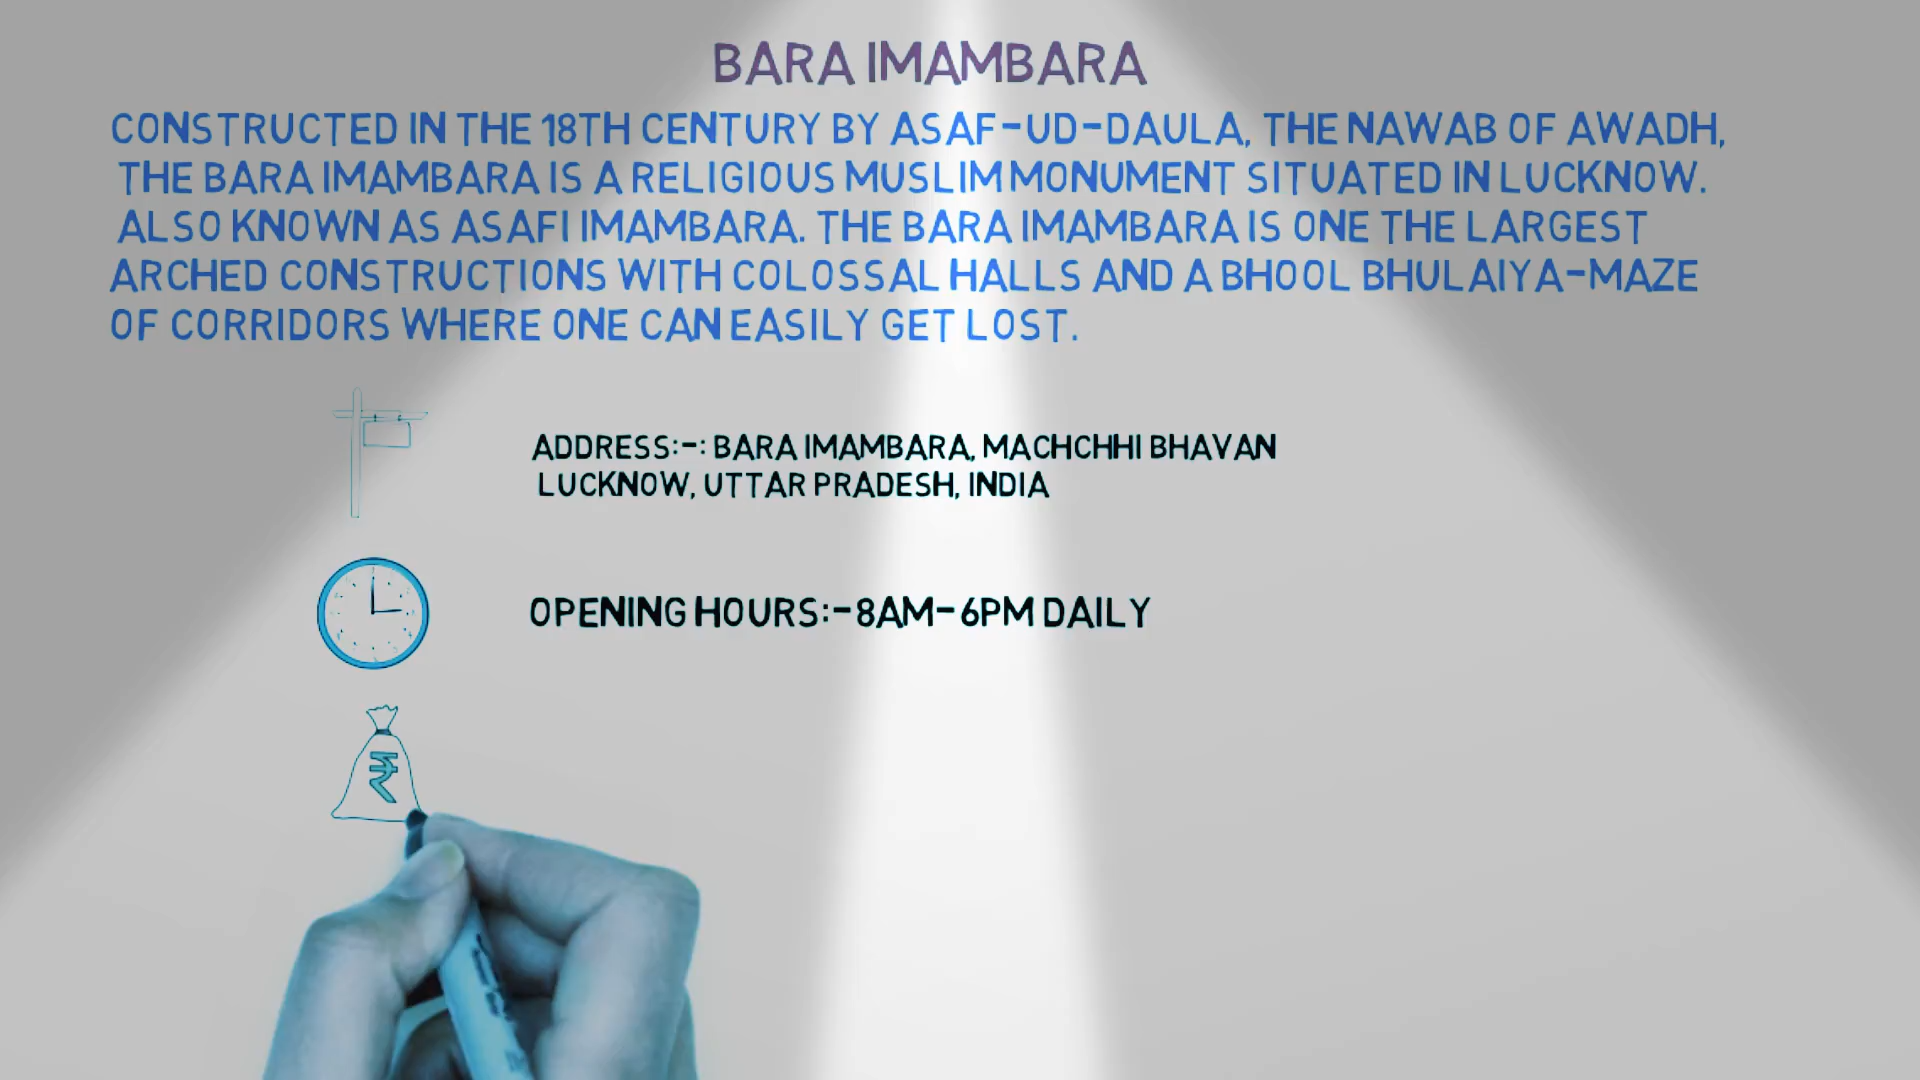 BARA IMAMBARA
CONSTRUCTED IN THE 18TH CENTURY BY ASAF-UD-DAULA, THE NAWAB OF AWADH,
THE BARA IMAMBARA IS A RELIGIOUS MUSLIM MONUMENT SITUATED IN LUCKNOW.
ALSO KNOWN AS ASAFI IMAMBARA. THE BARA IMAMBARA IS ONE THE LARGEST
ARCHED CONSTRUCTIONS WITH COLOSSAL HALLS AND A BHOOL BHULAIYA-MAZE
OF CORRIDORS WHERE ONE CAN EASILY GET LOST.
ADDRESS:-: BARA IMAMBARA, MACHCHHI BHAVAN
LUCKNOW, UTTAR PRADESH, INDIA
OPENING HOURS:-8AM-6PM DAILY
₹